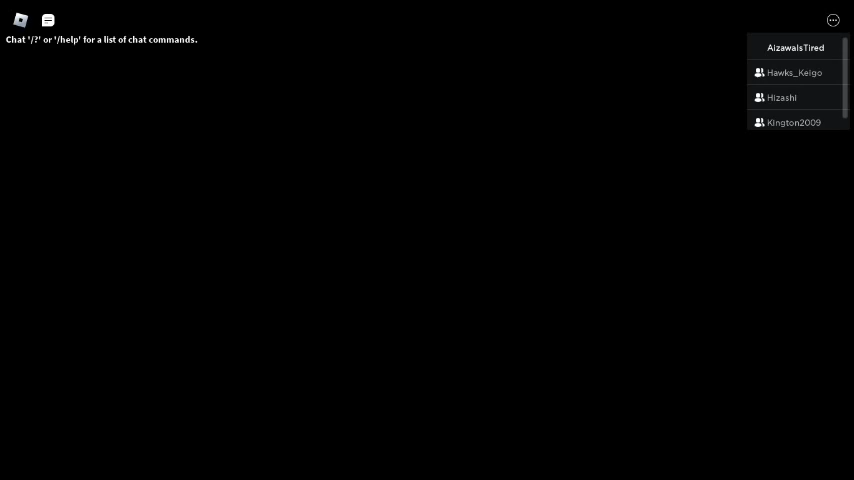 Chat '/?' or '/help' for a list of chat commands.
AizawaIsTired
Hawks_Keigo
Hizashi
Kington2009